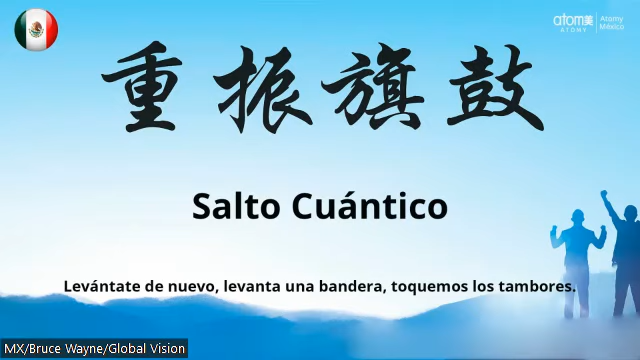 atom美 Atomy
ATOMY México
重振旗鼓
Salto Cuántico
Levántate de nuevo, levanta una bandera, toquemos los tambores.
MX/Bruce Wayne/Global Vision